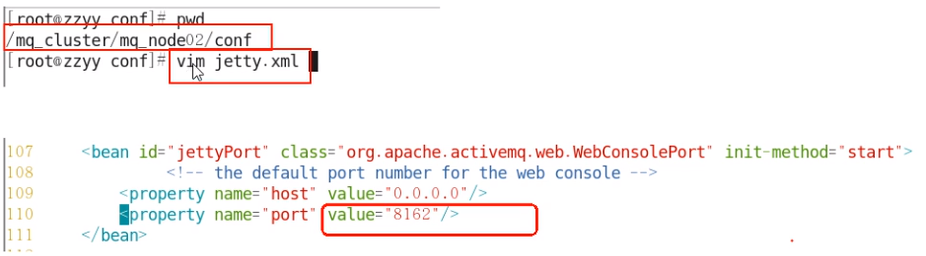 [root@zzyy conf]# pwd
/mq_cluster/mq_node02/conf
[root@zzyy conf]# vim jetty.xml
107 <bean id="jettyPort" class="org.apache.activemq.web.WebConsolePort" init-method="start">
108 <!-- the default port number for the web console -->
109 <property name="host" value="0.0.0.0"/>
110 <property name="port" value="8162"/>
111 </bean>